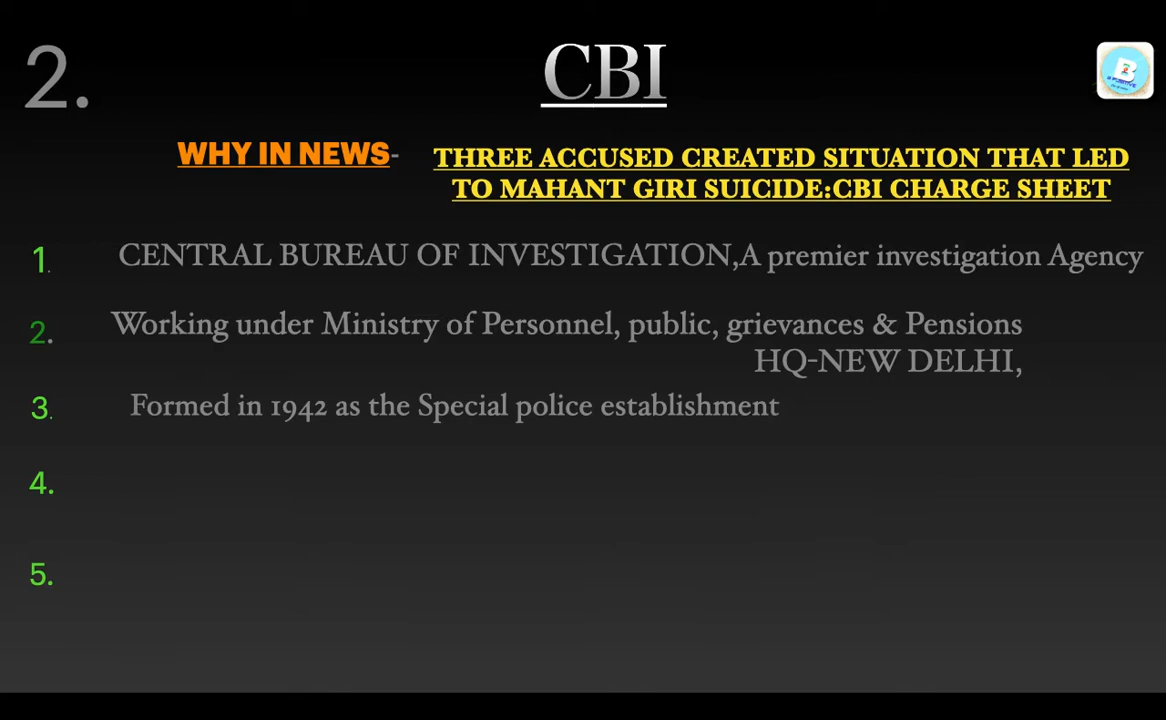 2.
CBI
WHY IN NEWS-
THREE ACCUSED CREATED SITUATION THAT LED
TO MAHANT GIRI SUICIDE:CBI CHARGE SHEET
1. CENTRAL BUREAU OF INVESTIGATION,A premier investigation Agency
2. Working under Ministry of Personnel, public, grievances & Pensions
HQ-NEW DELHI,
3. Formed in 1942 as the Special police establishment
4.
5.
B
POSITIVE